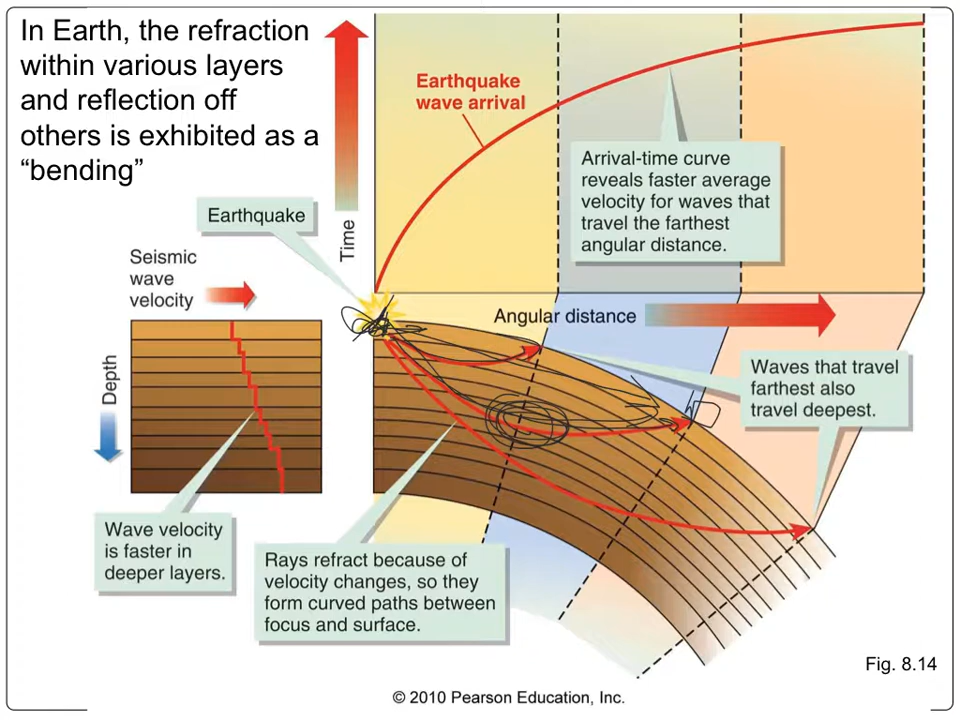 In Earth, the refraction
within various layers
and reflection off
others is exhibited as a
“bending”
Time
Earthquake
wave arrival
Arrival-time curve
reveals faster average
velocity for waves that
travel the farthest
angular distance.
Earthquake
Seismic
wave
velocity
Angular distance
Depth
Waves that travel
farthest also
travel deepest.
Wave velocity
is faster in
deeper layers.
Rays refract because of
velocity changes, so they
form curved paths between
focus and surface.
Fig. 8.14
© 2010 Pearson Education, Inc.